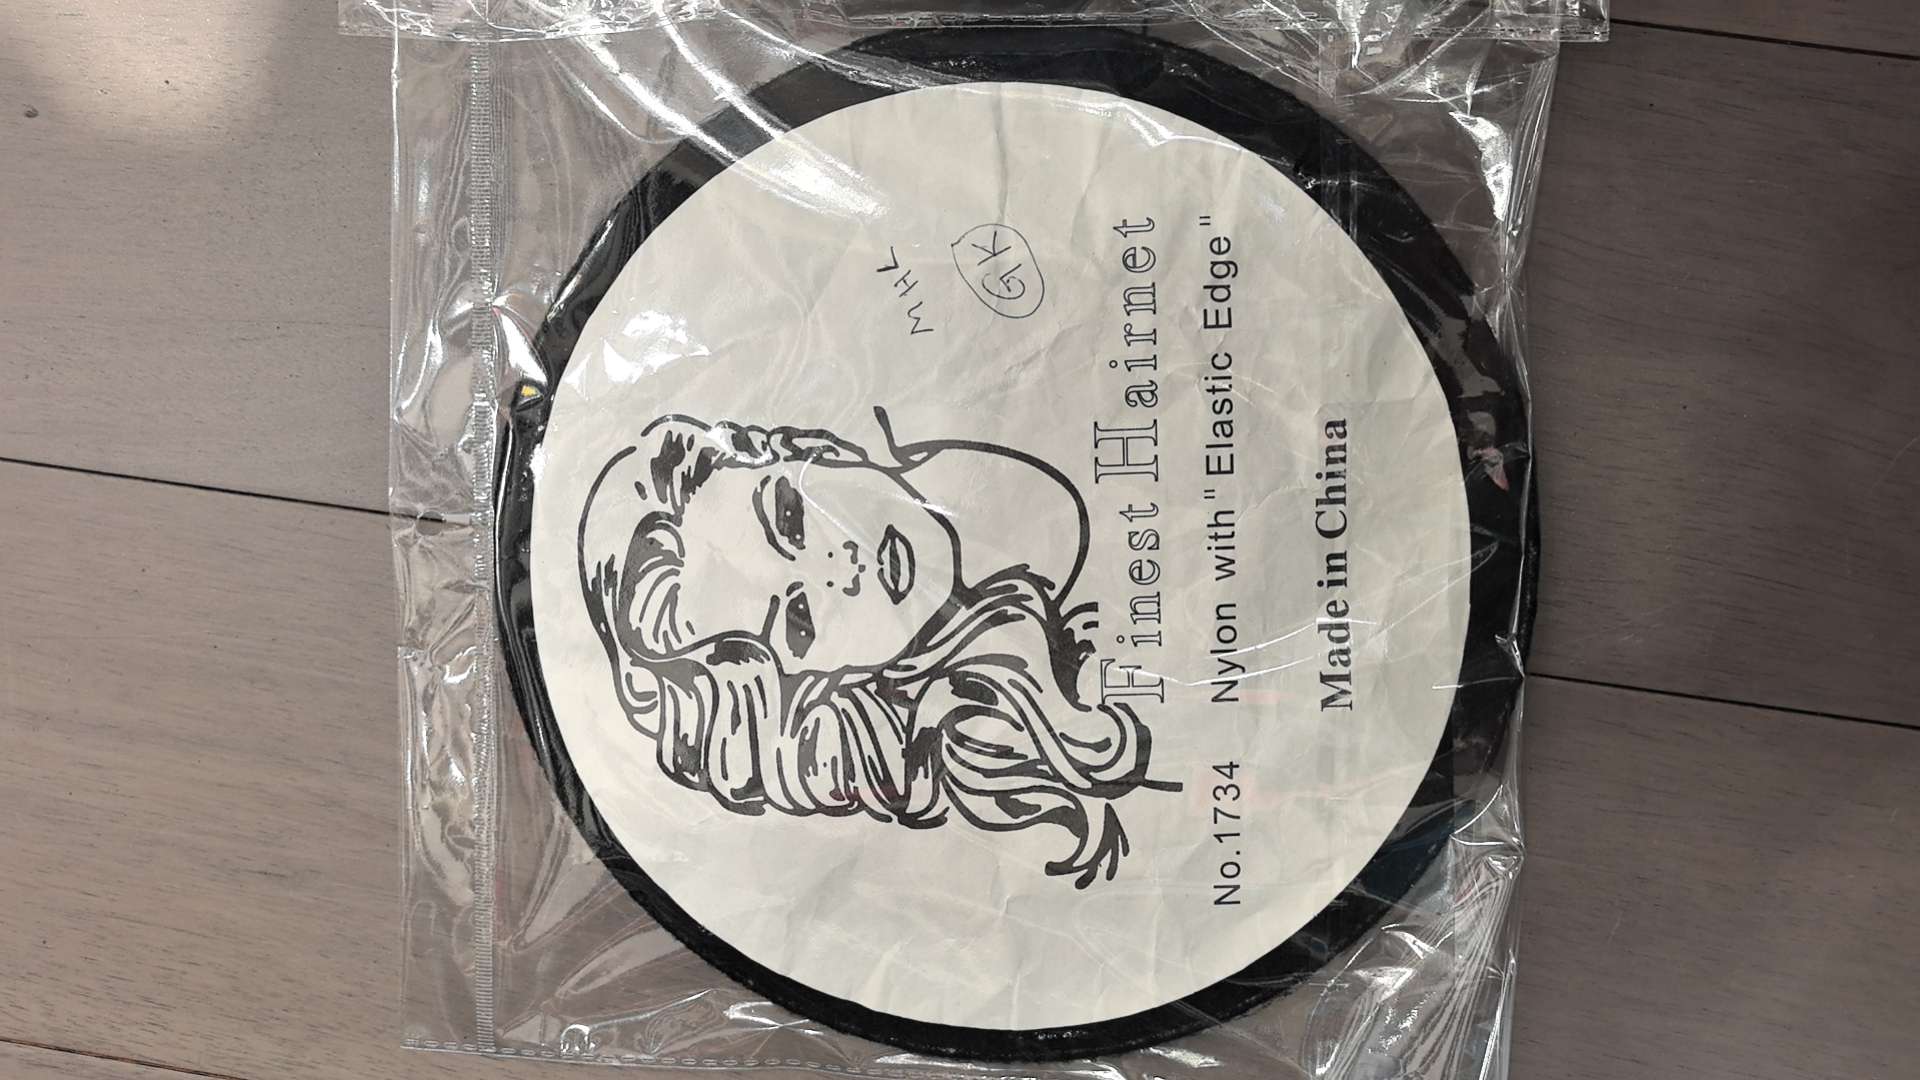 MHL
GK
Finest Hairnet
No.1734 Nylon with "Elastic Edge"
Made in China